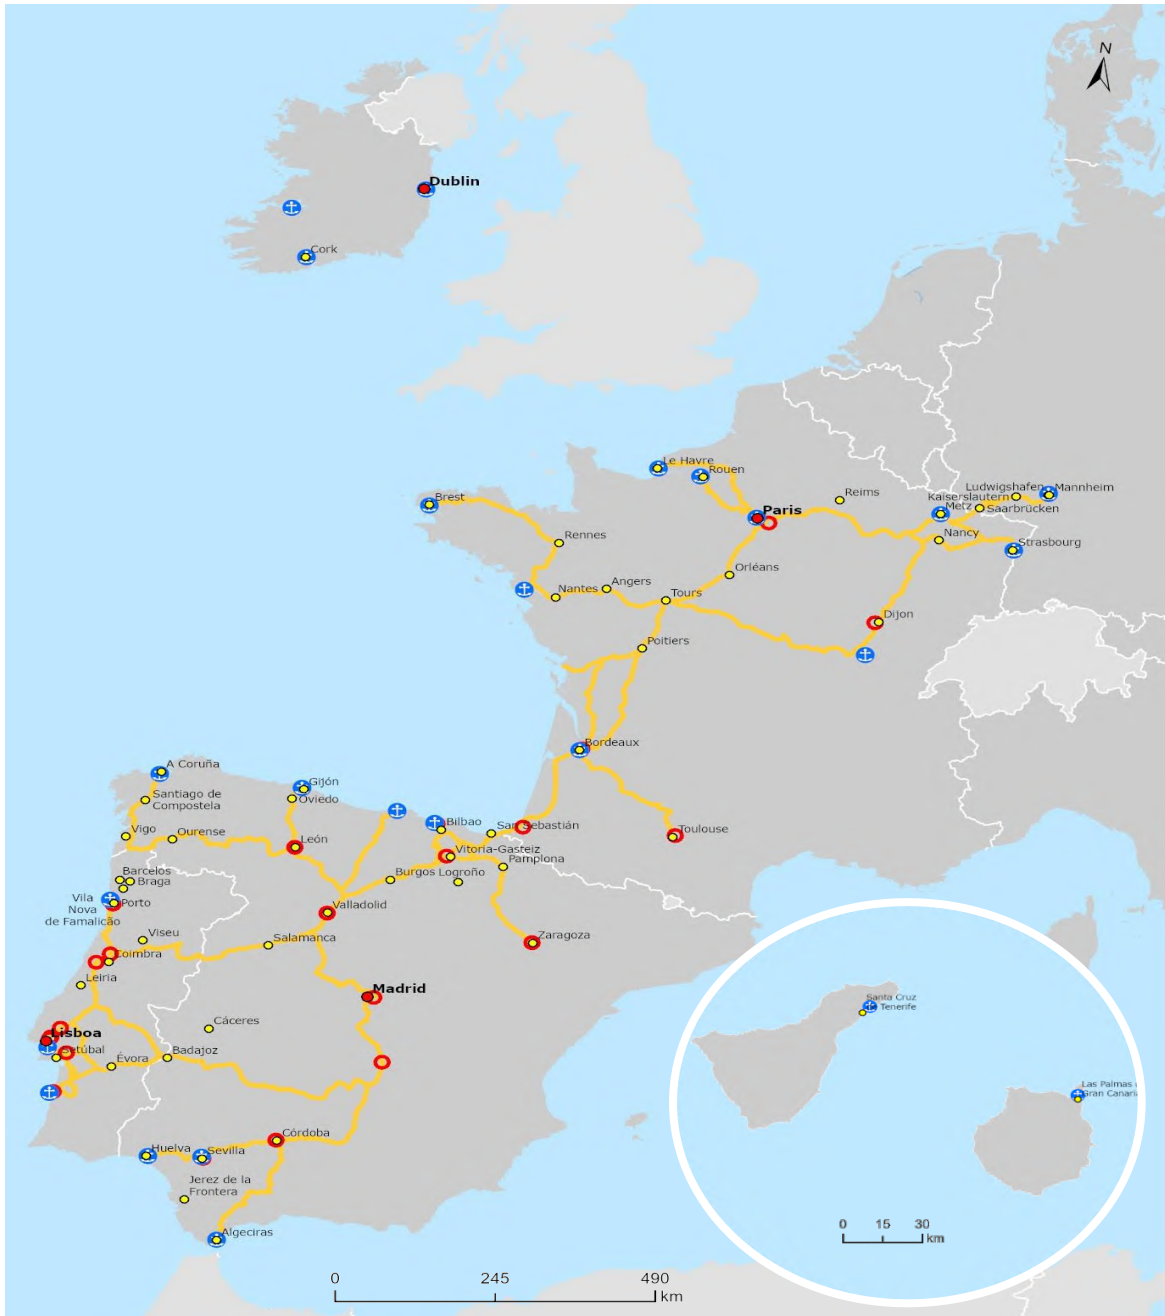 N
Dublin
Cork
Le Havre
Rouen
Brest
Paris
Reims
Ludwigshafen
Mannheim
Kaiserslautern
Metz
Saarbrücken
Nancy
Strasbourg
Rennes
Orléans
Nantes
Angers
Tours
Dijon
Poitiers
Bordeaux
Toulouse
A Coruña
Gijón
Santiago de
Compostela
Oviedo
Bilbao
San Sebastián
Vigo
Ourense
León
Vitoria-Gasteiz
Pamplona
Barcelos
Braga
Burgos
Logroño
Vila
Nova
de Famalicão
Porto
Valladolid
Viseu
Salamanca
Zaragoza
Coimbra
Leiria
Madrid
Lisboa
Cáceres
Setúbal
Évora
Badajoz
Córdoba
Huelva
Sevilla
Jerez de la
Frontera
Algeciras
Santa Cruz
Tenerife
Las Palmas
Gran Canari
0 15 30
km
0 245 490
km